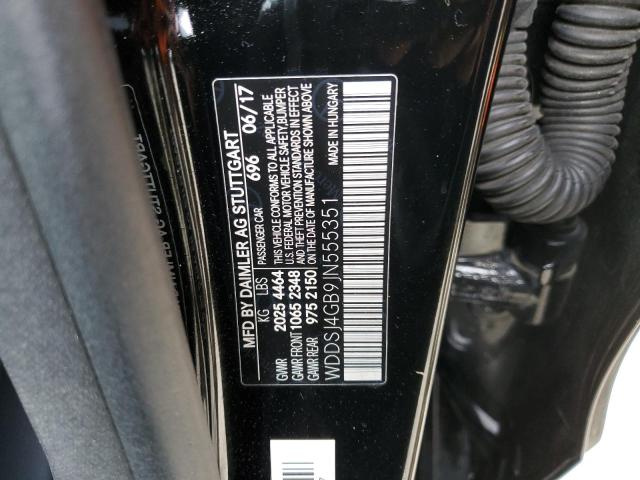 MFD BY DAIMLER AG STUTTGART
KG LBS PASSENGER CAR 696 06/17
GVWR 2025 4464 THIS VEHICLE CONFORMS TO ALL APPLICABLE
GAWR FRONT 1065 2348 U.S. FEDERAL MOTOR VEHICLE SAFETY, BUMPER
GAWR REAR 975 2150 AND THEFT PREVENTION STANDARDS IN EFFECT
ON DATE OF MANUFACTURE SHOWN ABOVE
WDDSJ4GB9JN555351 MADE IN HUNGARY